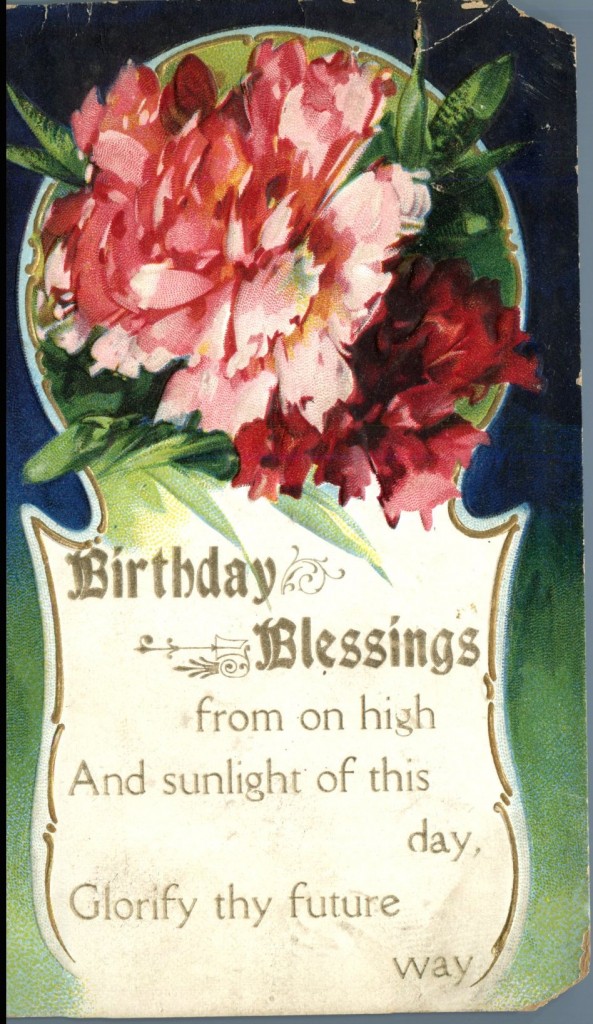 Birthday
Blessings
from on high
And sunlight of this
day,
Glorify thy future
way